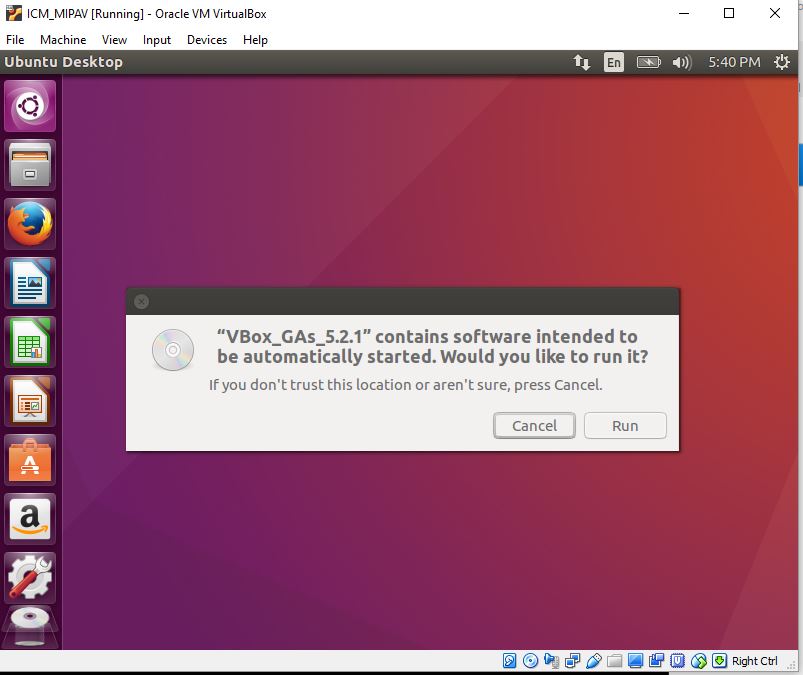 ICM_MIPAV [Running] - Oracle VM VirtualBox
File Machine View Input Devices Help
Ubuntu Desktop En 5:40 PM
“VBox_GAs_5.2.1” contains software intended to
be automatically started. Would you like to run it?
If you don't trust this location or aren't sure, press Cancel.
Cancel Run
Right Ctrl